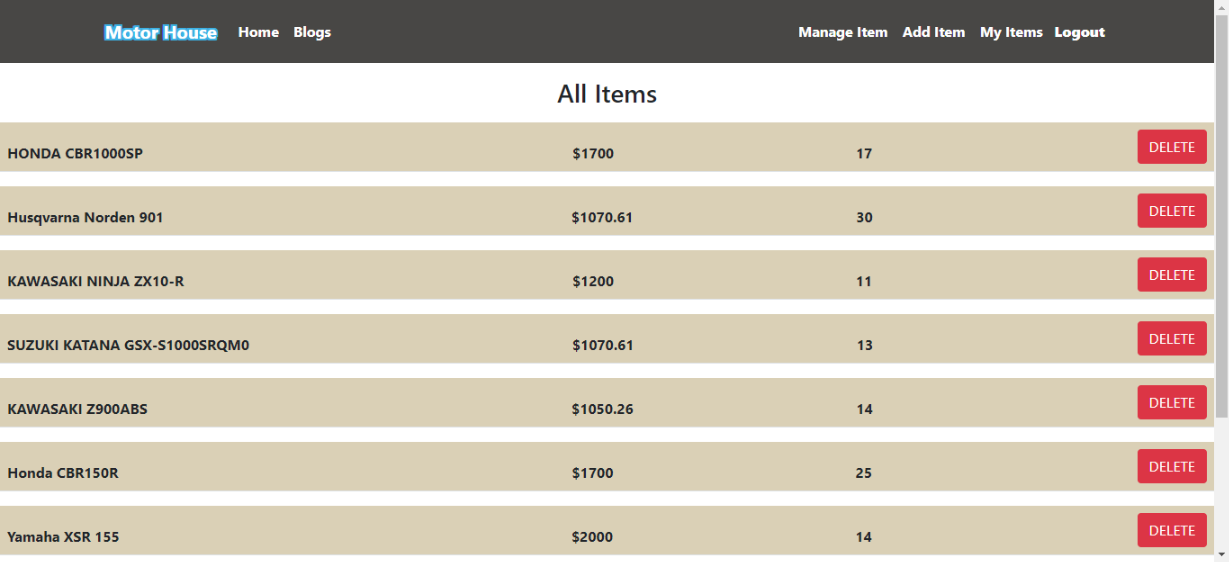 Motor House Home Blogs Manage Item Add Item My Items Logout
All Items
HONDA CBR1000SP $1700 17 DELETE
Husqvarna Norden 901 $1070.61 30 DELETE
KAWASAKI NINJA ZX10-R $1200 11 DELETE
SUZUKI KATANA GSX-S1000SRQM0 $1070.61 13 DELETE
KAWASAKI Z900ABS $1050.26 14 DELETE
Honda CBR150R $1700 25 DELETE
Yamaha XSR 155 $2000 14 DELETE